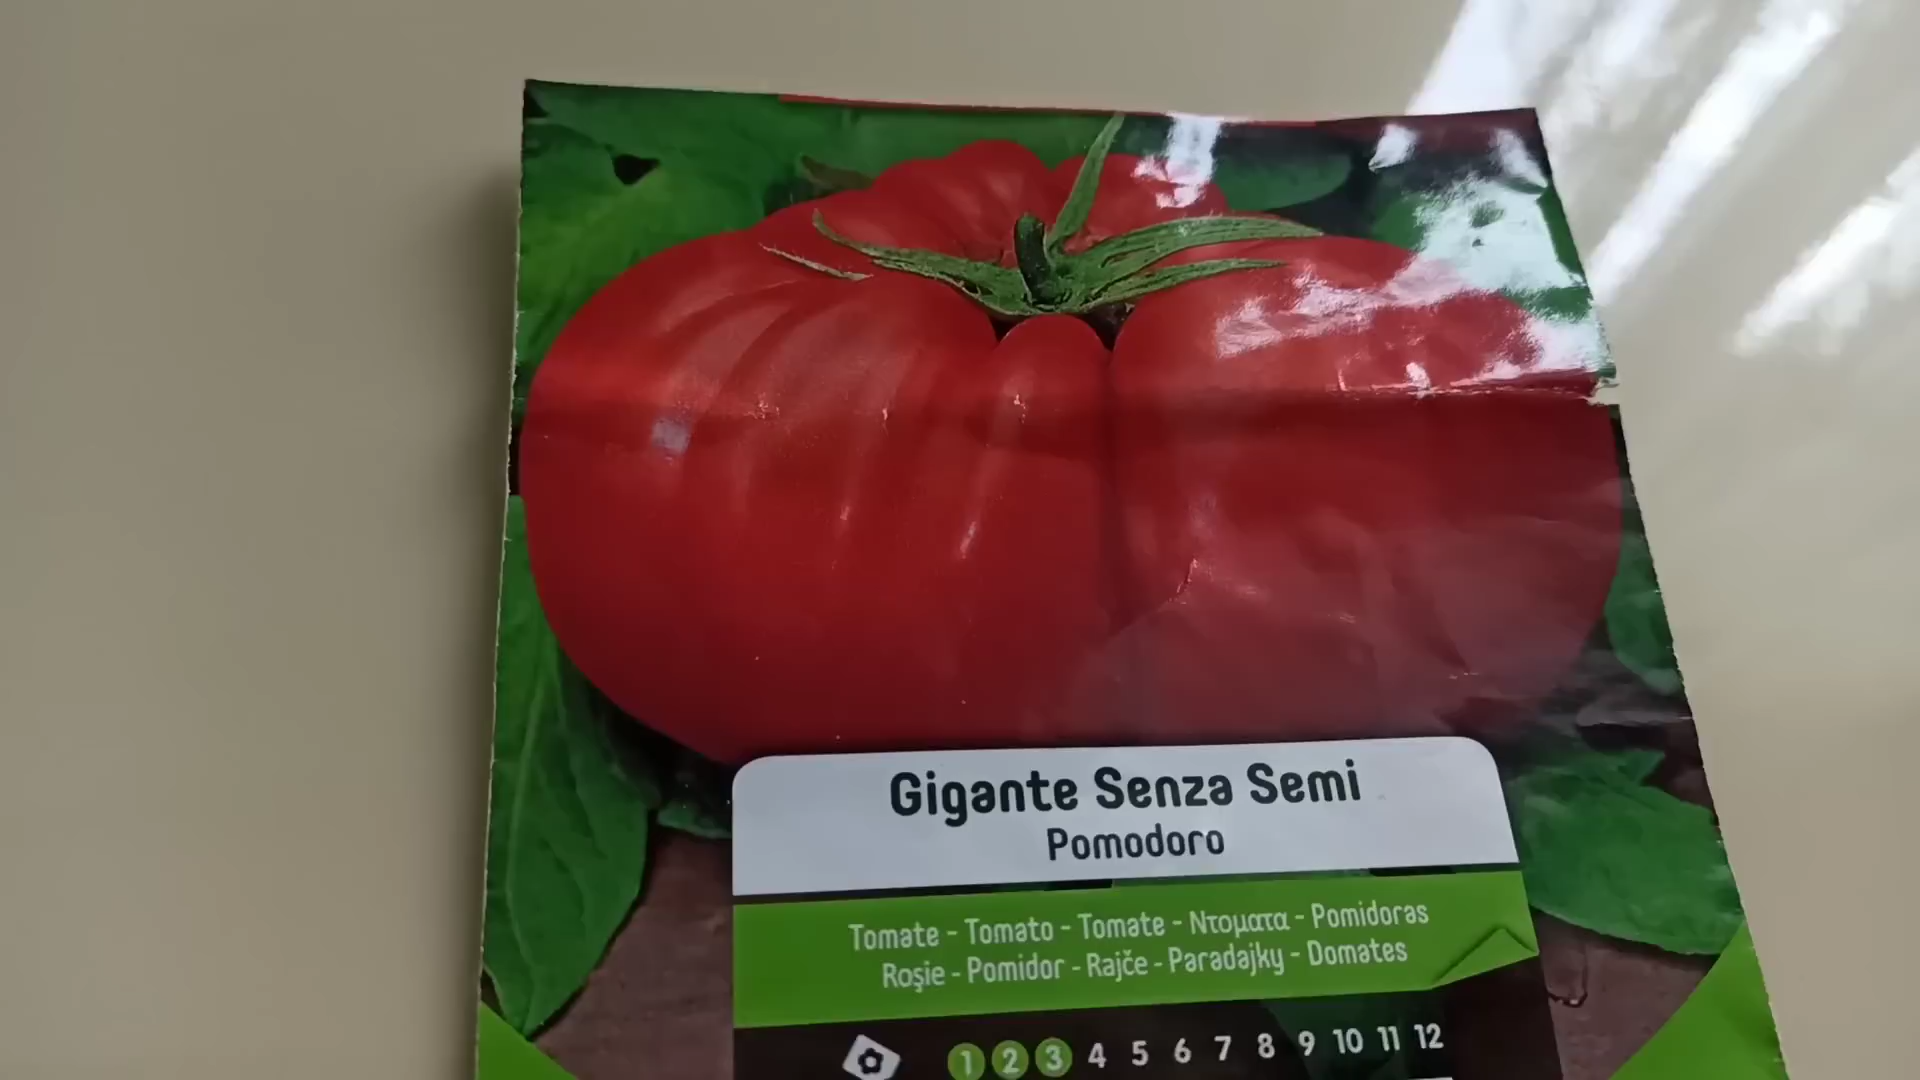 Gigante Senza Semi
Pomodoro
Tomate - Tomato - Tomate - Ντοματα - Pomidoras
Roşie - Pomidor - Rajče - Paradajky - Domates
1 2 3 4 5 6 7 8 9 10 11 12